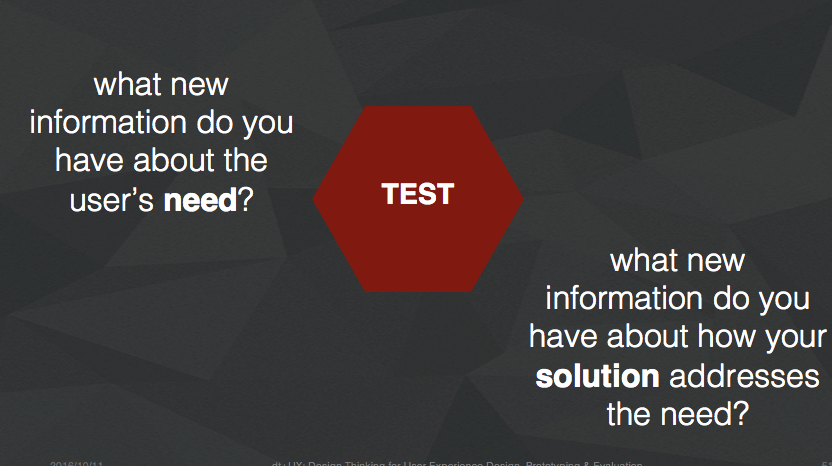 what new
information do you
have about the
user's need?
TEST
what new
information do you
have about how your
solution addresses
the need?
2016/10/11
dt+UX: Design Thinking for User Experience Design, Prototyping & Evaluation